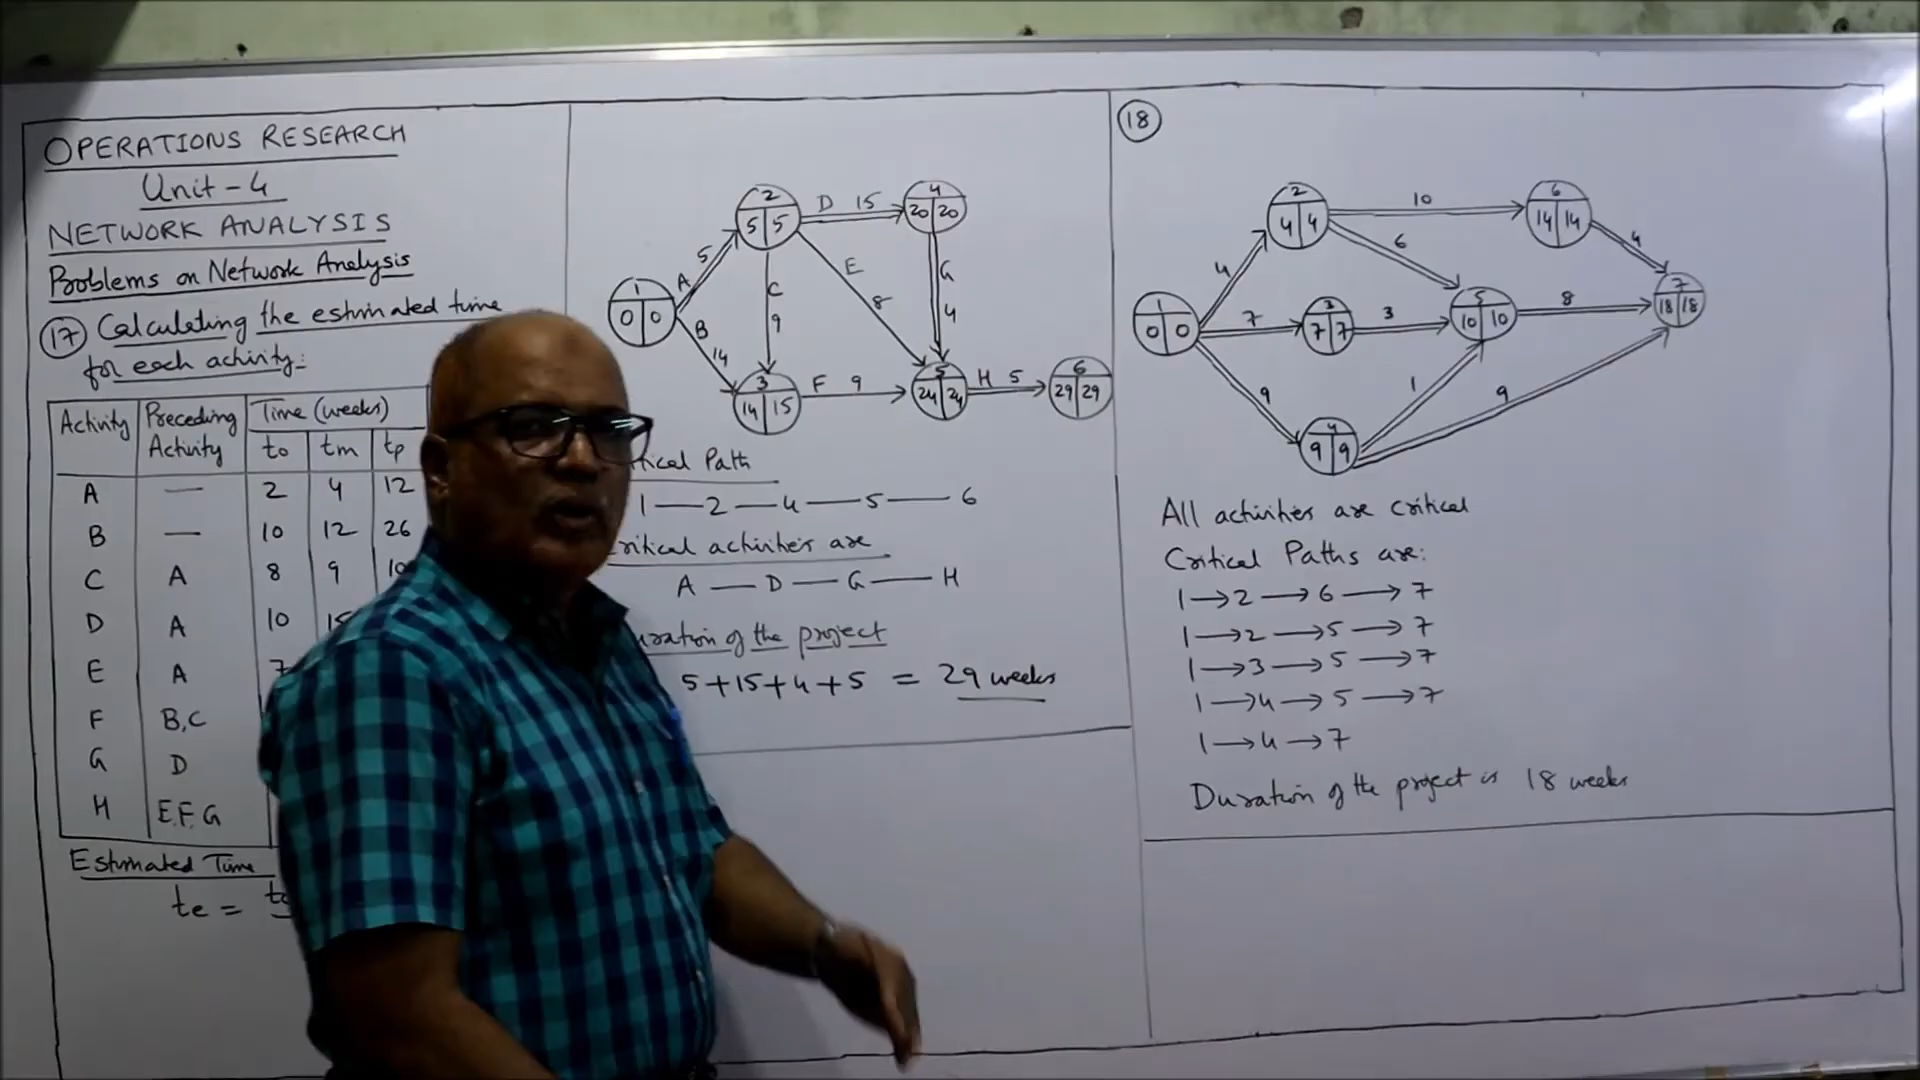 OPERATIONS RESEARCH
Unit - 4
NETWORK ANALYSIS
Problems on Network Analysis
17 Calculating the estimated time
for each activity:
Activity Preceding Activity Time (weeks)
to tm tp
A — 2 4 12
B — 10 12 26
C A 8 9 10
D A 10 15
E A 7
F B,C
G D
H E.F. G
Estimated Time
te =
1 0 0
2 5 5
3 14 15
4 20 20
5 24 24
6 29 29
A 5
B 14
C 9
D 15
E 8
F 9
G 4
H 5
Path
1 — 2 — 4 — 5 — 6
activities are
A — D — G — H
of the project
5+15+4+5 = 29 weeks
18
1 0 0
2 4 4
3 7 7
4 9 9
5 10 10
6 14 14
7 18 18
4
7
9
10
6
3
1
9
8
4
All activities are critical
Critical Paths are:
1 → 2 → 6 → 7
1 → 2 → 5 → 7
1 → 3 → 5 → 7
1 → 4 → 5 → 7
1 → 4 → 7
Duration of the project is 18 weeks